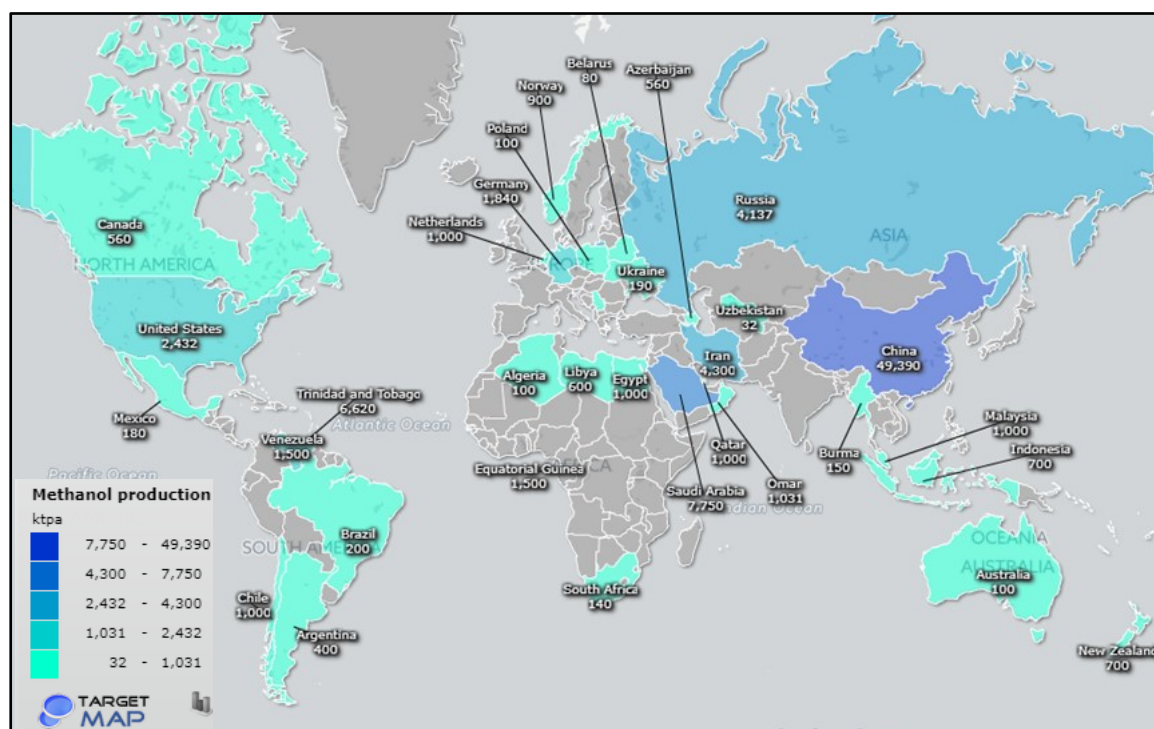 Belarus
80
Azerbaijan
560
Norway
900
Poland
100
Germany
1,840
Netherlands
1,000
Russia
4,137
ASIA
Canada
560
NORTH AMERICA
Ukraine
190
Uzbekistan
32
United States
2,432
China
49,390
Iran
4,300
Algeria
100
Libya
600
Egypt
1,000
Trinidad and Tobago
6,620
Atlantic Ocean
Mexico
180
Venezuela
1,500
Malaysia
1,000
Indonesia
700
Qatar
1,000
Burma
150
Equatorial Guinea
1,500
Saudi Arabia
7,750
Omar
1,031
Pacific Ocean
Methanol production
ktpa
7,750 - 49,390
4,300 - 7,750
2,432 - 4,300
1,031 - 2,432
32 - 1,031
Brazil
200
SOUTH AMERICA
OCEANIA
AUSTRALIA
Australia
100
South Africa
140
Chile
1,000
Argentina
400
New Zealand
700
TARGET
MAP